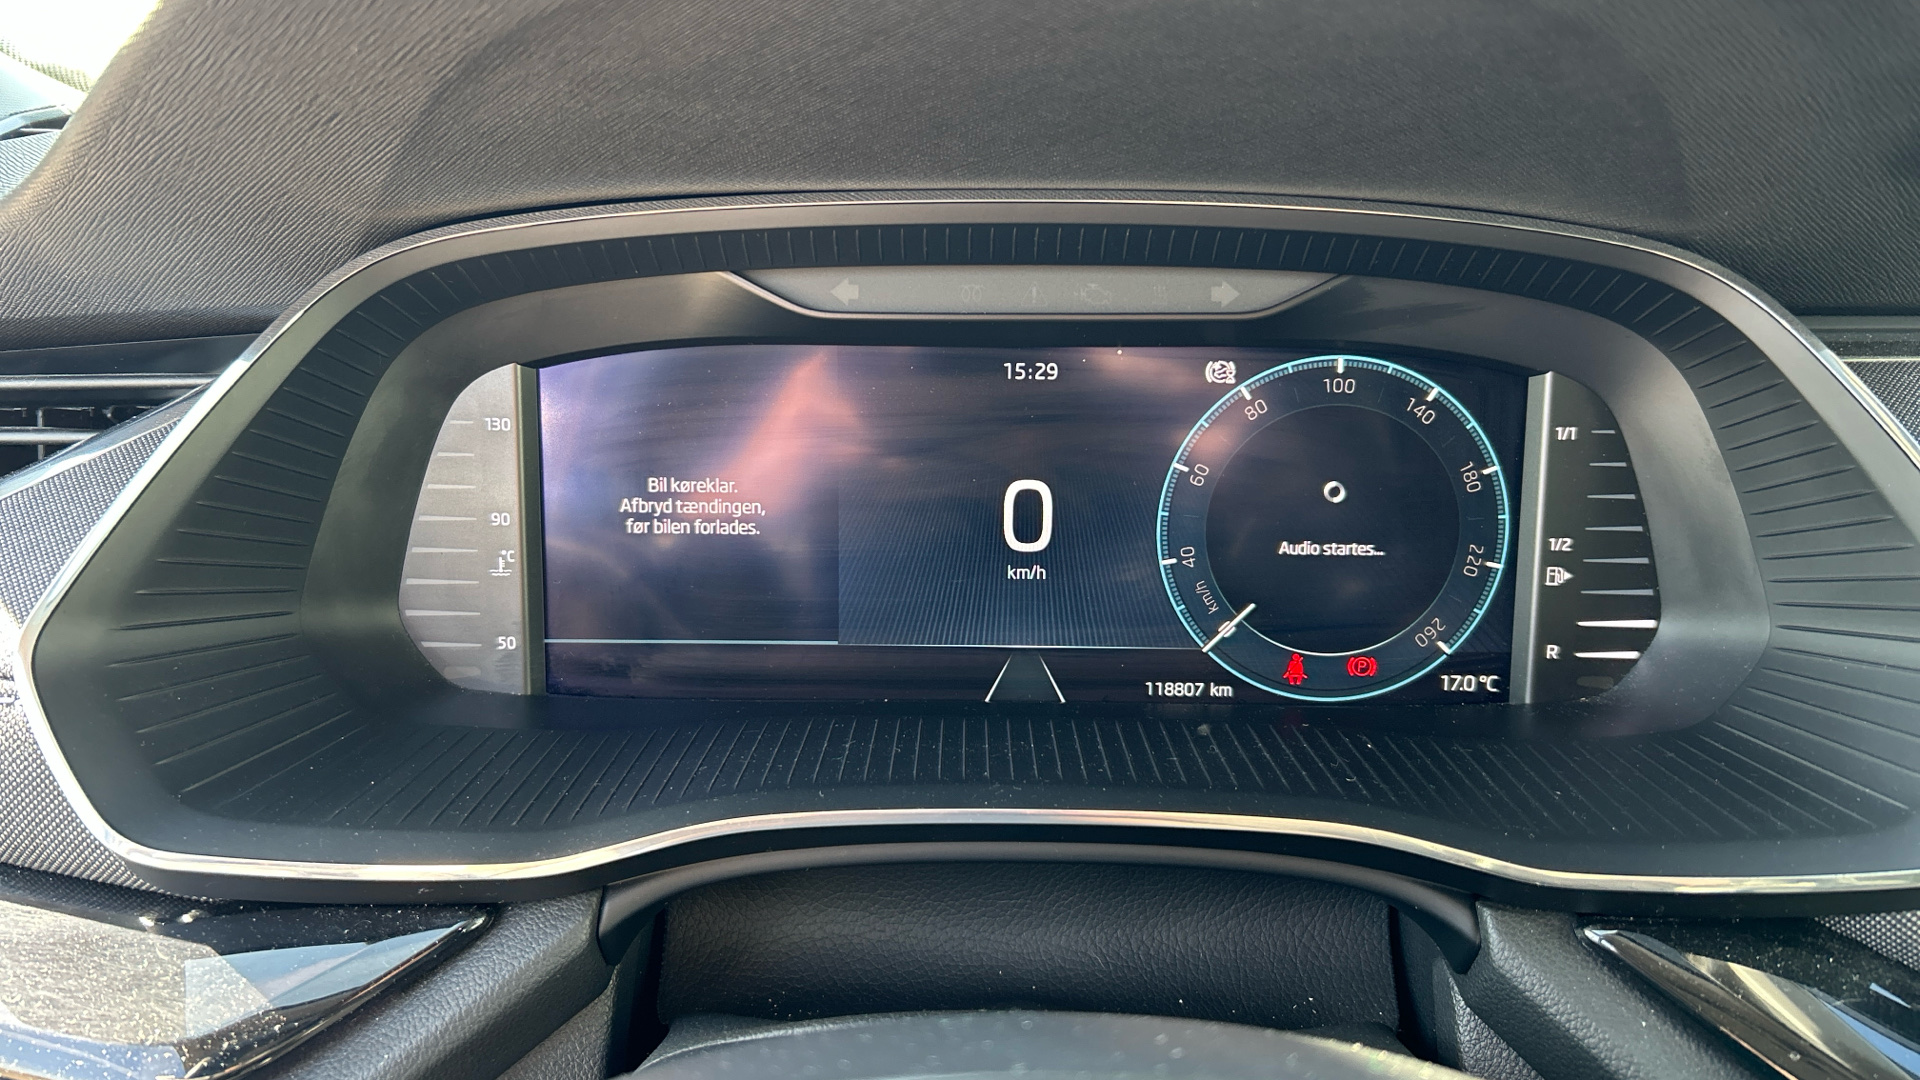 15:29
130
90
°C
50
Bil køreklar.
Afbryd tændingen,
før bilen forlades.
0
km/h
km/h
40
60
80
100
140
180
220
260
Audio startes...
P
118807 km
17.0 °C
1/1
1/2
R